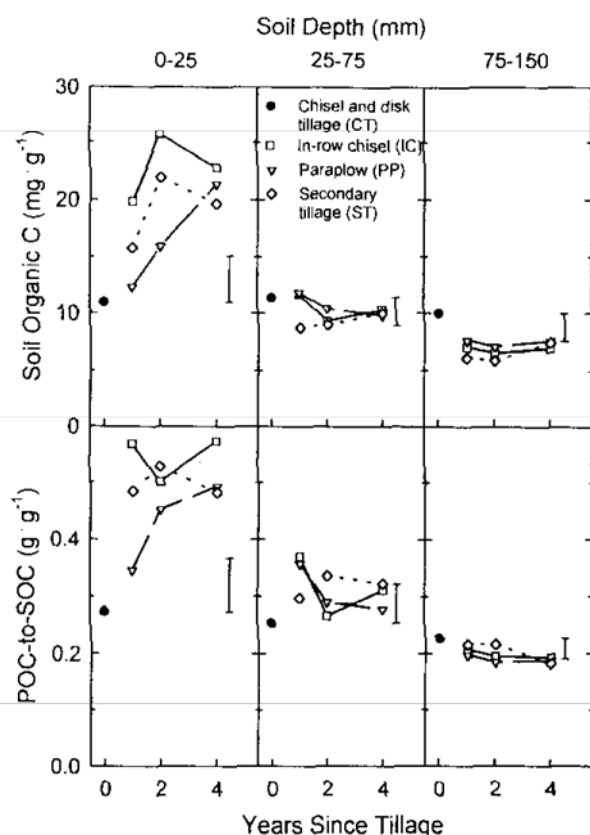 Soil Depth (mm)
0-25 25-75 75-150
30
20
10
0
Soil Organic C (mg · g⁻¹)
Chisel and disk
tillage (CT)
In-row chisel (IC)
Paraplow (PP)
Secondary
tillage (ST)
0.4
0.2
0.0
POC-to-SOC (g · g⁻¹)
0 2 4 0 2 4 0 2 4
Years Since Tillage